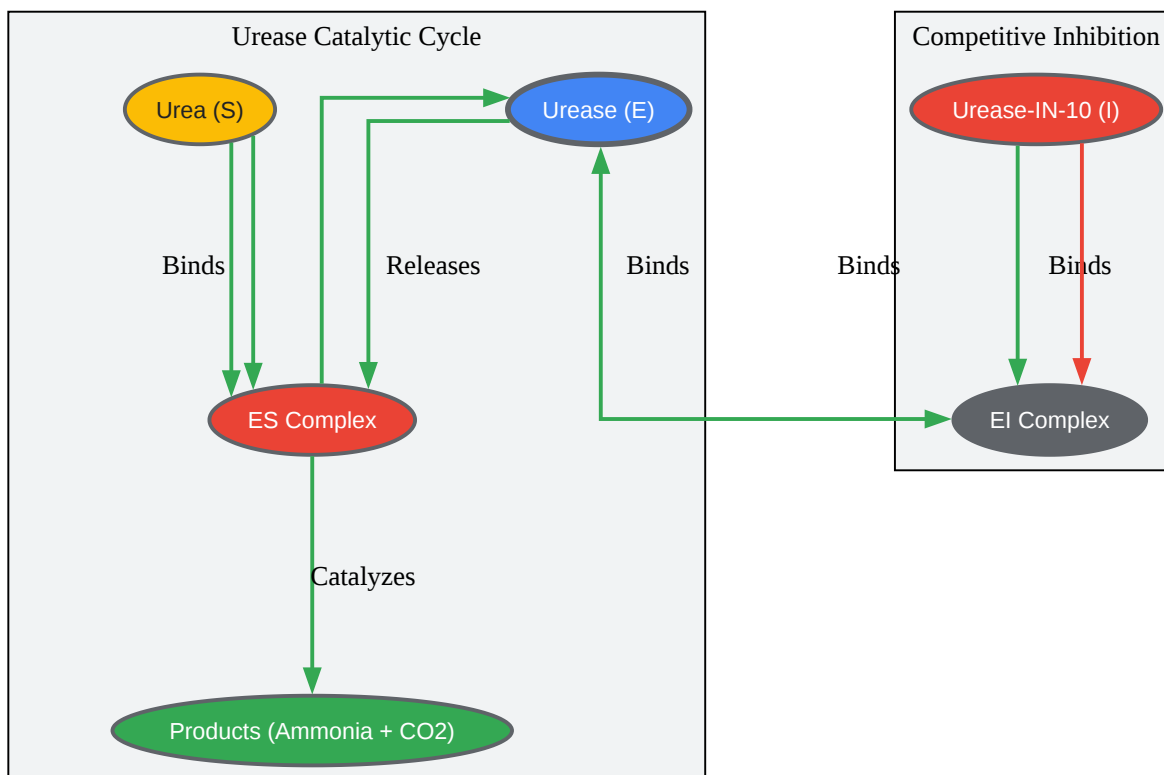 Urease Catalytic Cycle
Competitive Inhibition
Urea (S)
Urease (E)
Urease-IN-10 (I)
Binds
Releases
Binds
Binds
Binds
ES Complex
EI Complex
Catalyzes
Products (Ammonia + CO2)